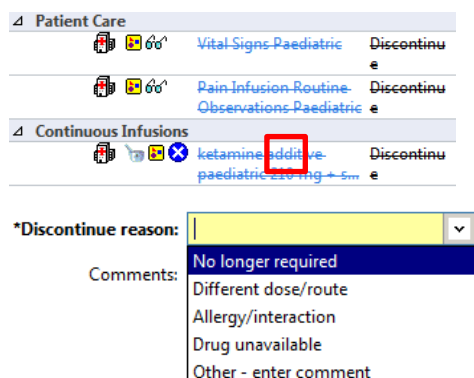 Patient Care
Vital Signs Paediatric Discontinu
e
Pain Infusion Routine Discontinu
Observations Paediatric e
Continuous Infusions
ketamine additive Discontinu
paediatric 210 mg + s... e
*Discontinue reason:
No longer required
Comments:
Different dose/route
Allergy/interaction
Drug unavailable
Other - enter comment